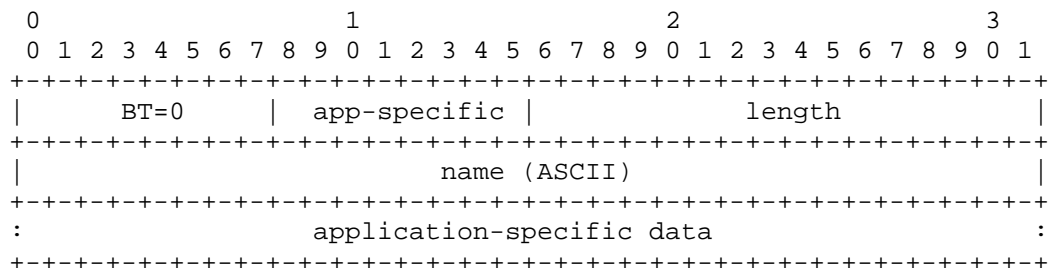 0                   1                   2                   3
 0 1 2 3 4 5 6 7 8 9 0 1 2 3 4 5 6 7 8 9 0 1 2 3 4 5 6 7 8 9 0 1
+-+-+-+-+-+-+-+-+-+-+-+-+-+-+-+-+-+-+-+-+-+-+-+-+-+-+-+-+-+-+-+-+
|      BT=0     |  app-specific |             length            |
+-+-+-+-+-+-+-+-+-+-+-+-+-+-+-+-+-+-+-+-+-+-+-+-+-+-+-+-+-+-+-+-+
|                          name (ASCII)                         |
+-+-+-+-+-+-+-+-+-+-+-+-+-+-+-+-+-+-+-+-+-+-+-+-+-+-+-+-+-+-+-+-+
:                  application-specific data                    :
+-+-+-+-+-+-+-+-+-+-+-+-+-+-+-+-+-+-+-+-+-+-+-+-+-+-+-+-+-+-+-+-+